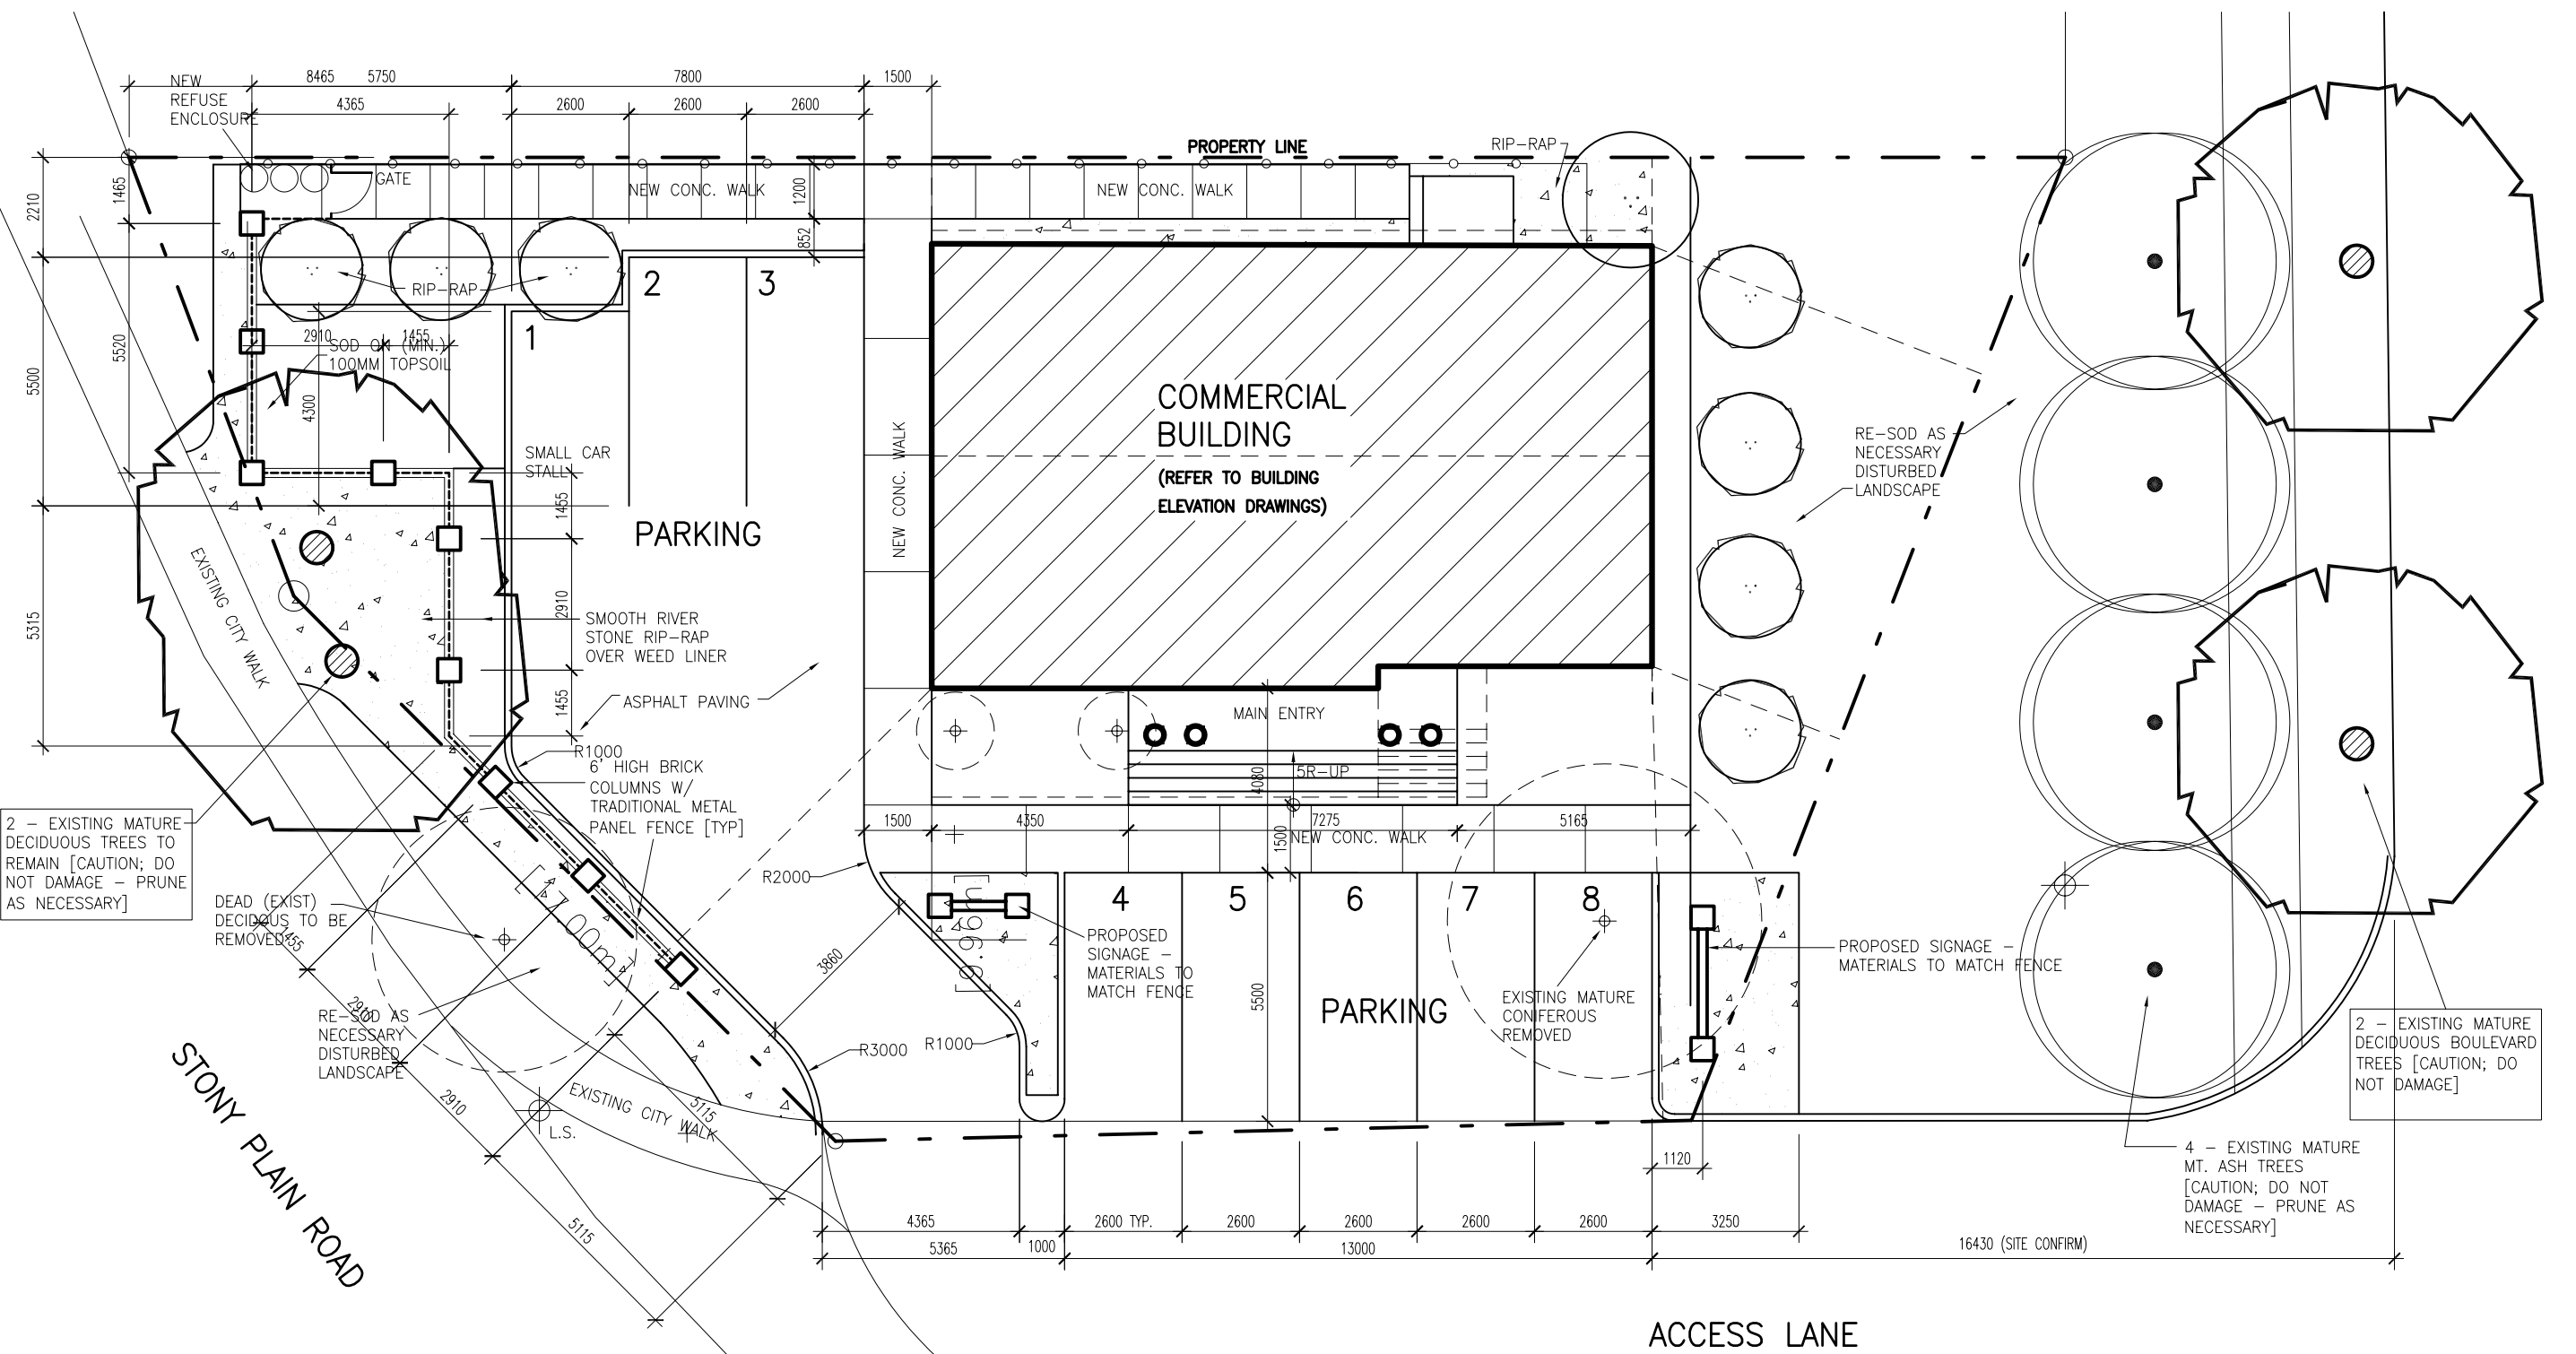 NEW
REFUSE
ENCLOSURE
8465
5750
7800
1500
4365
2600
2600
2600
PROPERTY LINE
RIP-RAP
GATE
NEW CONC. WALK
NEW CONC. WALK
1465
2210
1200
852
RIP-RAP
1
2
3
2910
1455
SOD ON (MIN.)
100MM TOPSOIL
5520
5500
4300
COMMERCIAL
BUILDING
(REFER TO BUILDING
ELEVATION DRAWINGS)
SMALL CAR
STALL
NEW CONC. WALK
RE-SOD AS
NECESSARY
DISTURBED
LANDSCAPE
1455
PARKING
EXISTING CITY WALK
5315
2910
SMOOTH RIVER
STONE RIP-RAP
OVER WEED LINER
1455
ASPHALT PAVING
MAIN ENTRY
R1000
6' HIGH BRICK
COLUMNS W/
TRADITIONAL METAL
PANEL FENCE [TYP]
4080
5R-UP
2 - EXISTING MATURE
DECIDUOUS TREES TO
REMAIN [CAUTION; DO
NOT DAMAGE - PRUNE
AS NECESSARY]
1500
4350
7275
5165
1500
NEW CONC. WALK
R2000
DEAD (EXIST)
DECIDOUS TO BE
REMOVED
[17.00m]
[6.99m]
4
5
6
7
8
PROPOSED
SIGNAGE -
MATERIALS TO
MATCH FENCE
PROPOSED SIGNAGE -
MATERIALS TO MATCH FENCE
1455
3860
2910
5500
PARKING
EXISTING MATURE
CONIFEROUS
REMOVED
RE-SOD AS
NECESSARY
DISTURBED
LANDSCAPE
R3000
R1000
2 - EXISTING MATURE
DECIDUOUS BOULEVARD
TREES [CAUTION; DO
NOT DAMAGE]
STONY PLAIN ROAD
2910
EXISTING CITY WALK
5115
L.S.
5115
1120
4 - EXISTING MATURE
MT. ASH TREES
[CAUTION; DO NOT
DAMAGE - PRUNE AS
NECESSARY]
4365
2600 TYP.
2600
2600
2600
2600
3250
5365
1000
13000
16430 (SITE CONFIRM)
ACCESS LANE